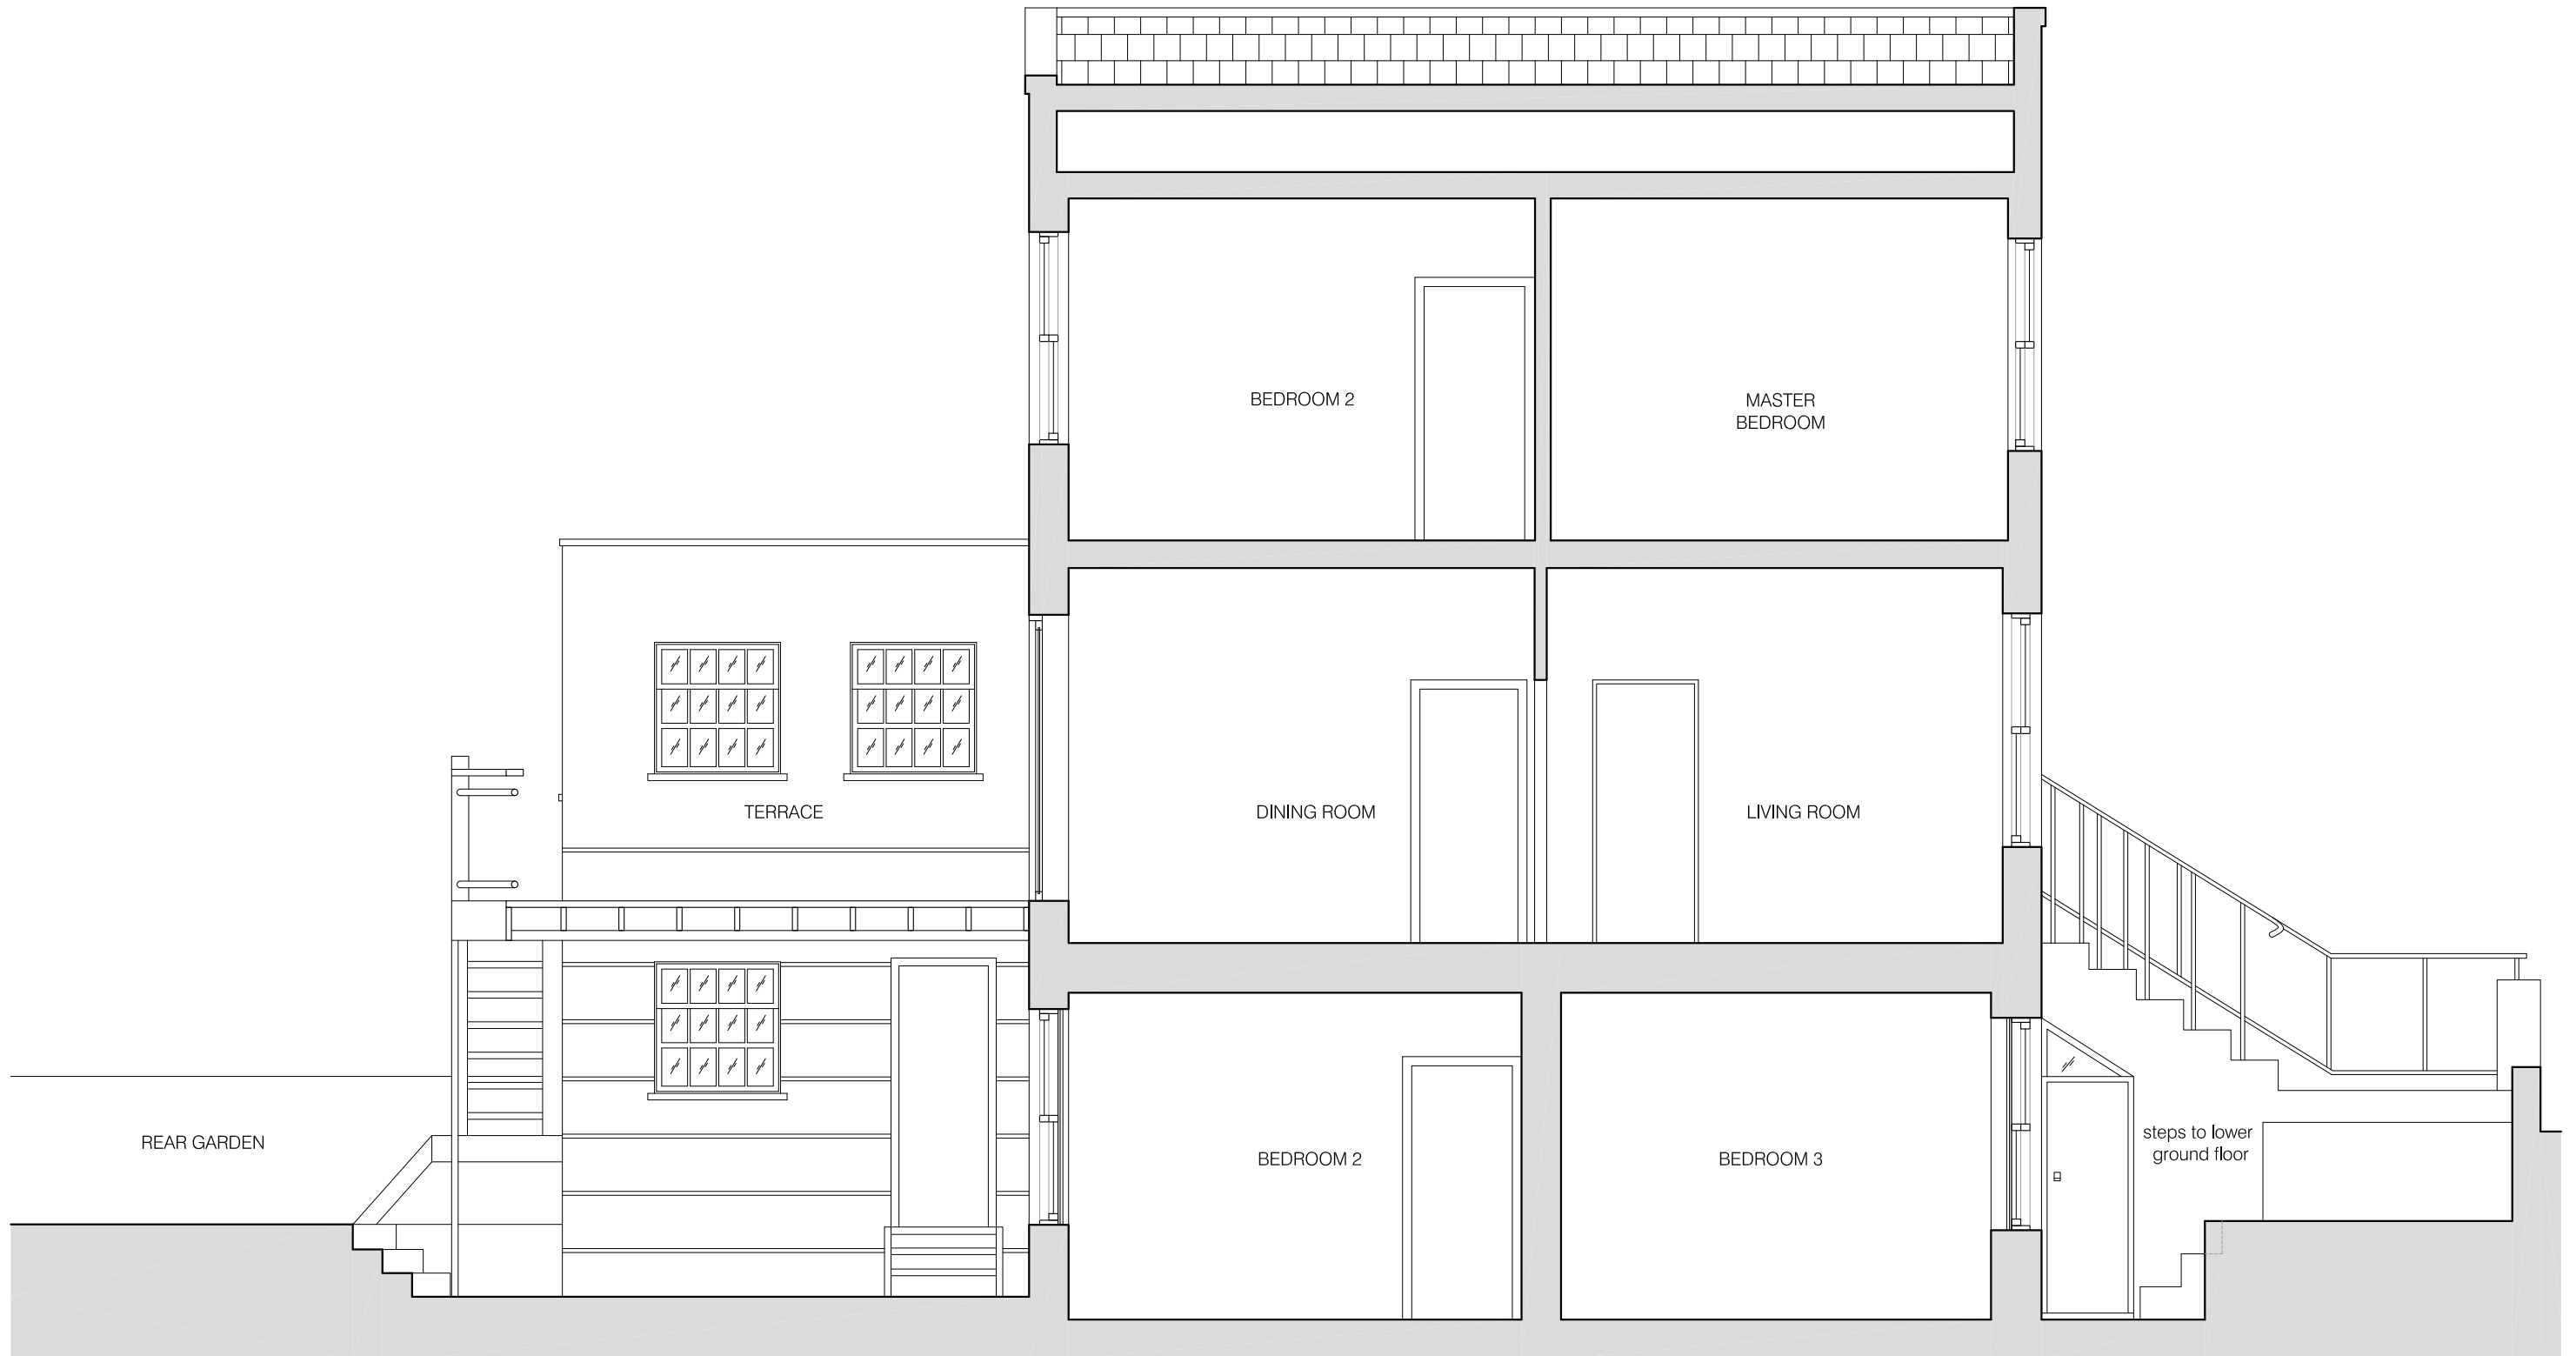 BEDROOM 2
MASTER
BEDROOM
TERRACE
DINING ROOM
LIVING ROOM
REAR GARDEN
BEDROOM 2
BEDROOM 3
steps to lower
ground floor